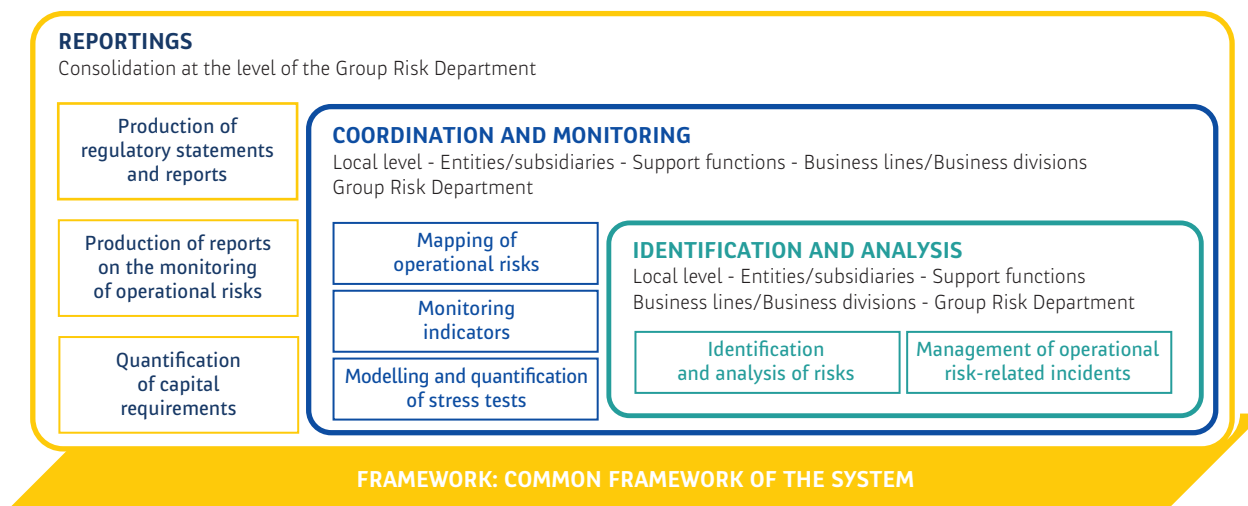 REPORTINGS
Consolidation at the level of the Group Risk Department
Production of
regulatory statements
and reports
Production of reports
on the monitoring
of operational risks
Quantification
of capital
requirements
COORDINATION AND MONITORING
Local level - Entities/subsidiaries - Support functions - Business lines/Business divisions
Group Risk Department
Mapping of
operational risks
Monitoring
indicators
Modelling and quantification
of stress tests
IDENTIFICATION AND ANALYSIS
Local level - Entities/subsidiaries - Support functions
Business lines/Business divisions - Group Risk Department
Identification
and analysis of risks
Management of operational
risk-related incidents
FRAMEWORK: COMMON FRAMEWORK OF THE SYSTEM